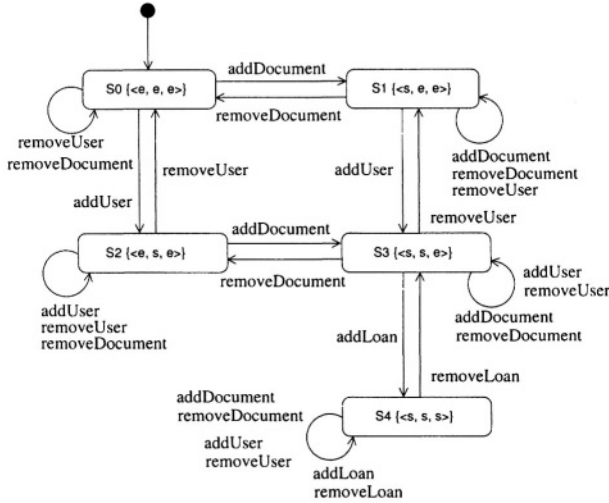 addDocument
S0 {<e, e, e>}
S1 {<s, e, e>}
removeDocument
removeUser
removeDocument
addDocument
removeDocument
removeUser
removeUser
addUser
addUser
removeUser
addDocument
S2 {<e, s, e>}
S3 {<s, s, e>}
removeDocument
addUser
removeUser
addUser
removeUser
removeDocument
addDocument
removeDocument
addLoan
removeLoan
addDocument
removeDocument
S4 {<s, s, s>}
addUser
removeUser
addLoan
removeLoan